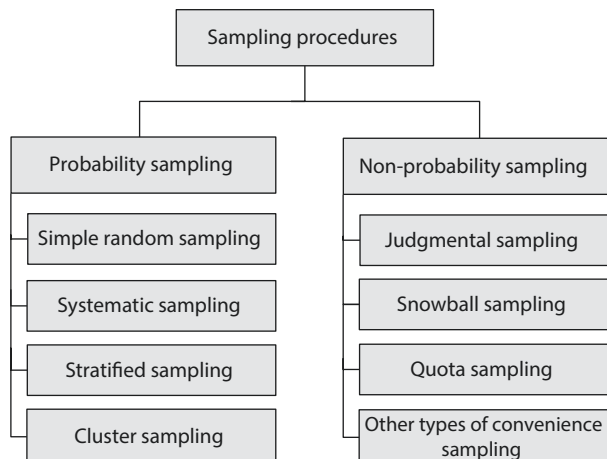 Sampling procedures
Probability sampling
Simple random sampling
Systematic sampling
Stratified sampling
Cluster sampling
Non-probability sampling
Judgmental sampling
Snowball sampling
Quota sampling
Other types of convenience
sampling